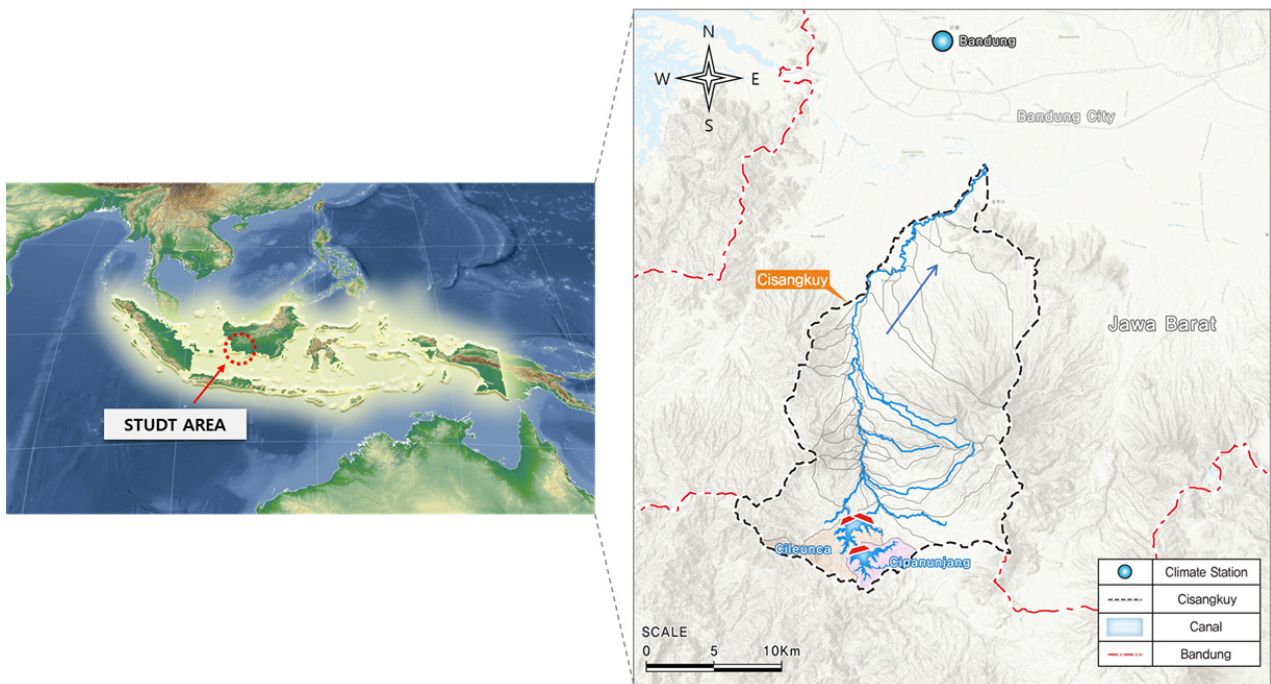 STUDT AREA
N
W
E
S
Bandung
Bandung City
Cisangkuy
Jawa Barat
Cileunca
Cipanunjang
SCALE
0
5
10Km
Climate Station
Cisangkuy
Canal
Bandung